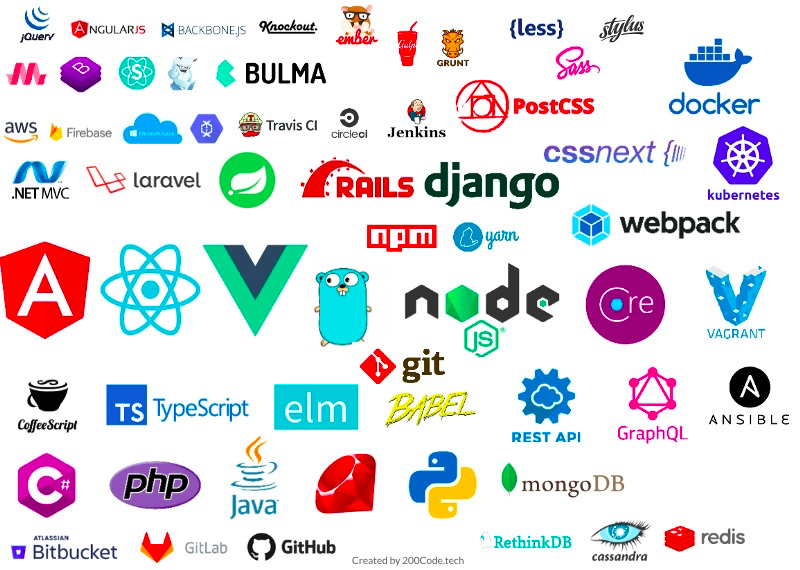 jQuery
ANGULARJS
BACKBONE.JS
Knockout.
ember
Gulp
GRUNT
{less}
stylus
Sass
docker
S
B
BULMA
PostCSS
aws
Firebase
Microsoft Azure
Travis CI
circleci
Jenkins
cssnext {
kubernetes
.NET MVC
laravel
RAILS
django
npm
yarn
webpack
A
node
JS
®
Core
VAGRANT
git
CoffeeScript
TS TypeScript
elm
BABEL
REST API
GraphQL
A
ANSIBLE
C#
php
Java
mongoDB
ATLASSIAN
Bitbucket
GitLab
GitHub
RethinkDB
cassandra
redis
Created by 200Code.tech